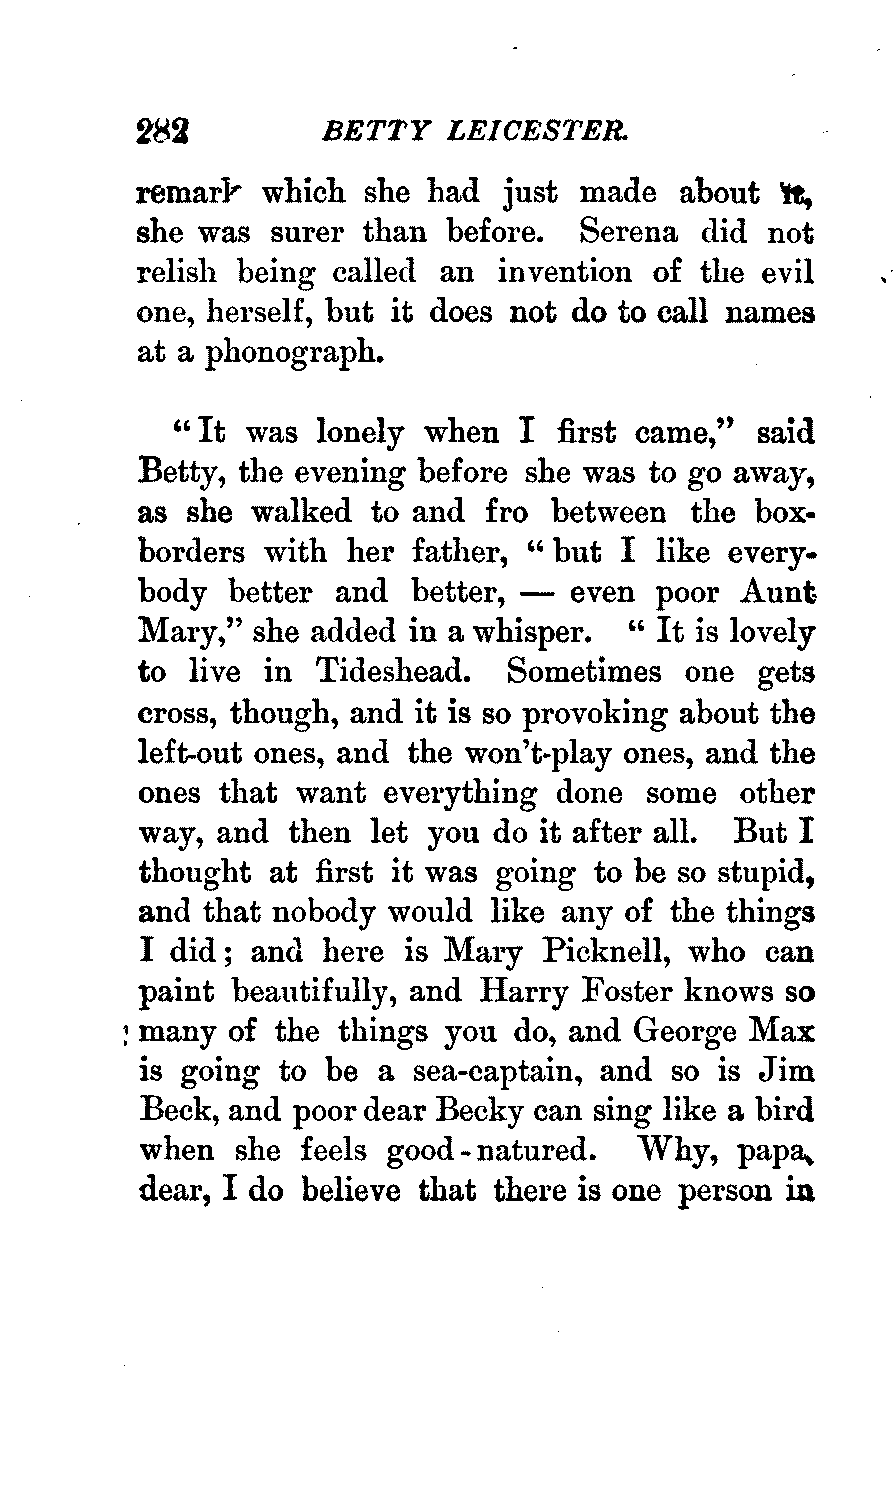 282 BETTY LEICESTER.
remark which she had just made about it,
she was surer than before. Serena did not
relish being called an invention of the evil
one, herself, but it does not do to call names
at a phonograph.
“It was lonely when I first came,” said
Betty, the evening before she was to go away,
as she walked to and fro between the box-
borders with her father, “but I like every-
body better and better, — even poor Aunt
Mary,” she added in a whisper. “It is lovely
to live in Tideshead. Sometimes one gets
cross, though, and it is so provoking about the
left-out ones, and the won’t-play ones, and the
ones that want everything done some other
way, and then let you do it after all. But I
thought at first it was going to be so stupid,
and that nobody would like any of the things
I did; and here is Mary Picknell, who can
paint beautifully, and Harry Foster knows so
many of the things you do, and George Max
is going to be a sea-captain, and so is Jim
Beck, and poor dear Becky can sing like a bird
when she feels good-natured. Why, papa,
dear, I do believe that there is one person in